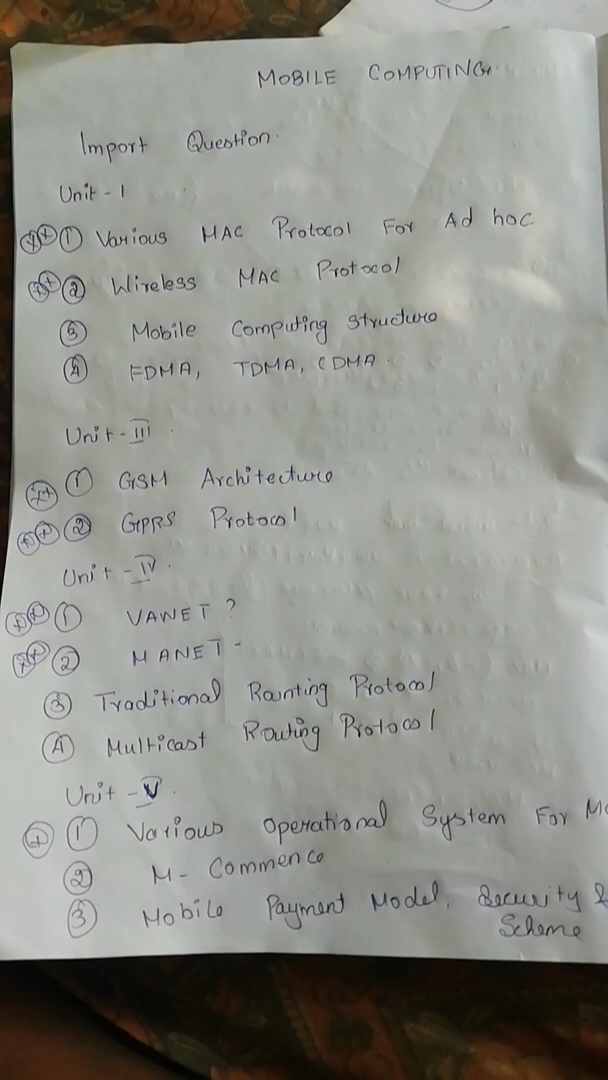 MOBILE COMPUTING.
Import Question.
Unit - I
** ① Various MAC Protocol For Ad hoc
** ② Wireless MAC Protocol
③ Mobile Computing Structure
④ FDMA, TDMA, CDMA.
Unit - III.
* ① GSM Architecture
** ② GPRS Protocol
Unit - IV.
** ① VANET ?
** ② MANET -
③ Traditional Rounting Protocol
④ Multicast Routing Protocol
Unit - V.
* ① Various Operational System For Mo
② M - Commence
③ Mobile Payment Model, Security &
Scheme